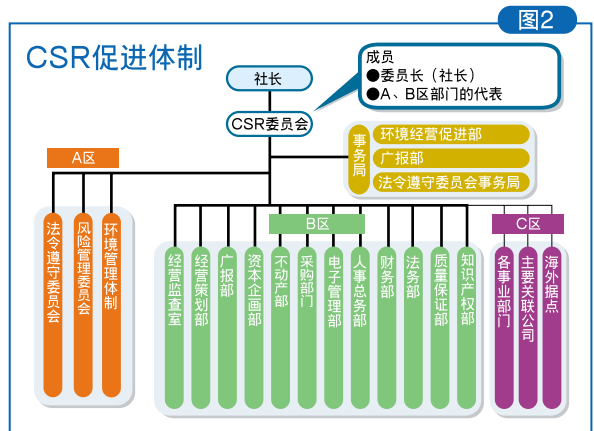 图2
CSR促进体制
成员
●委员长（社长）
●A、B区部门的代表
社长
CSR委员会
事务局
环境经营促进部
广报部
法令遵守委员会事务局
A区
法令遵守委员会
风险管理委员会
环境管理体制
B区
经营监查室
经营策划部
广报部
资本企画部
不动产部
采购部门
电子管理部
人事总务部
财务部
法务部
质量保证部
知识产权部
C区
各事业部门
主要关联公司
海外据点